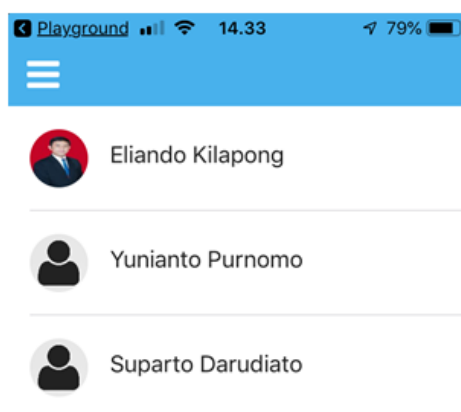 Playground 14.33 79%
Eliando Kilapong
Yunianto Purnomo
Suparto Darudiato